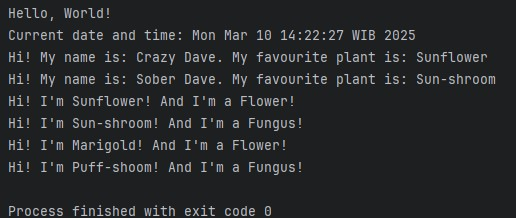 Hello, World!
Current date and time: Mon Mar 10 14:22:27 WIB 2025
Hi! My name is: Crazy Dave. My favourite plant is: Sunflower
Hi! My name is: Sober Dave. My favourite plant is: Sun-shroom
Hi! I'm Sunflower! And I'm a Flower!
Hi! I'm Sun-shroom! And I'm a Fungus!
Hi! I'm Marigold! And I'm a Flower!
Hi! I'm Puff-shoom! And I'm a Fungus!
Process finished with exit code 0